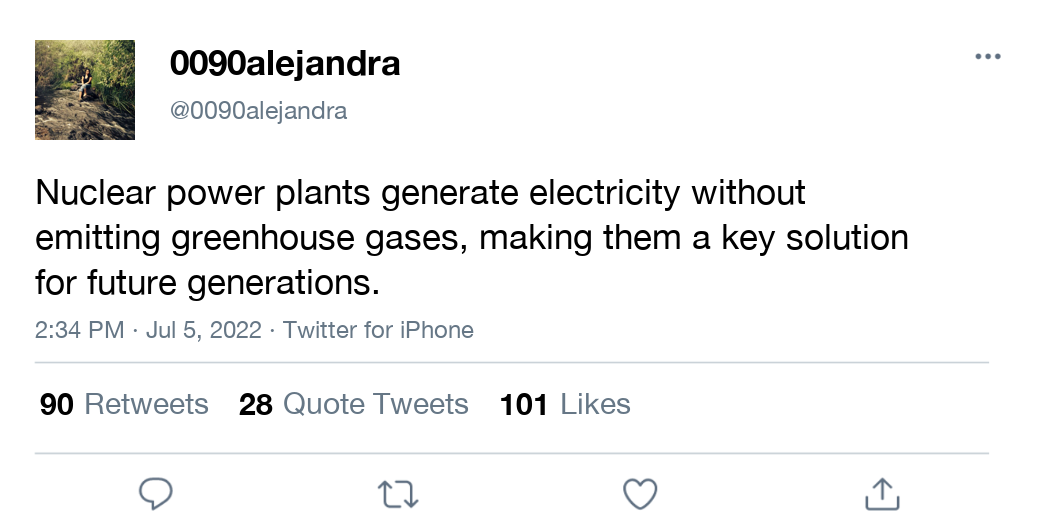 0090alejandra
@0090alejandra
Nuclear power plants generate electricity without
emitting greenhouse gases, making them a key solution
for future generations.
2:34 PM · Jul 5, 2022 · Twitter for iPhone
90 Retweets 28 Quote Tweets 101 Likes